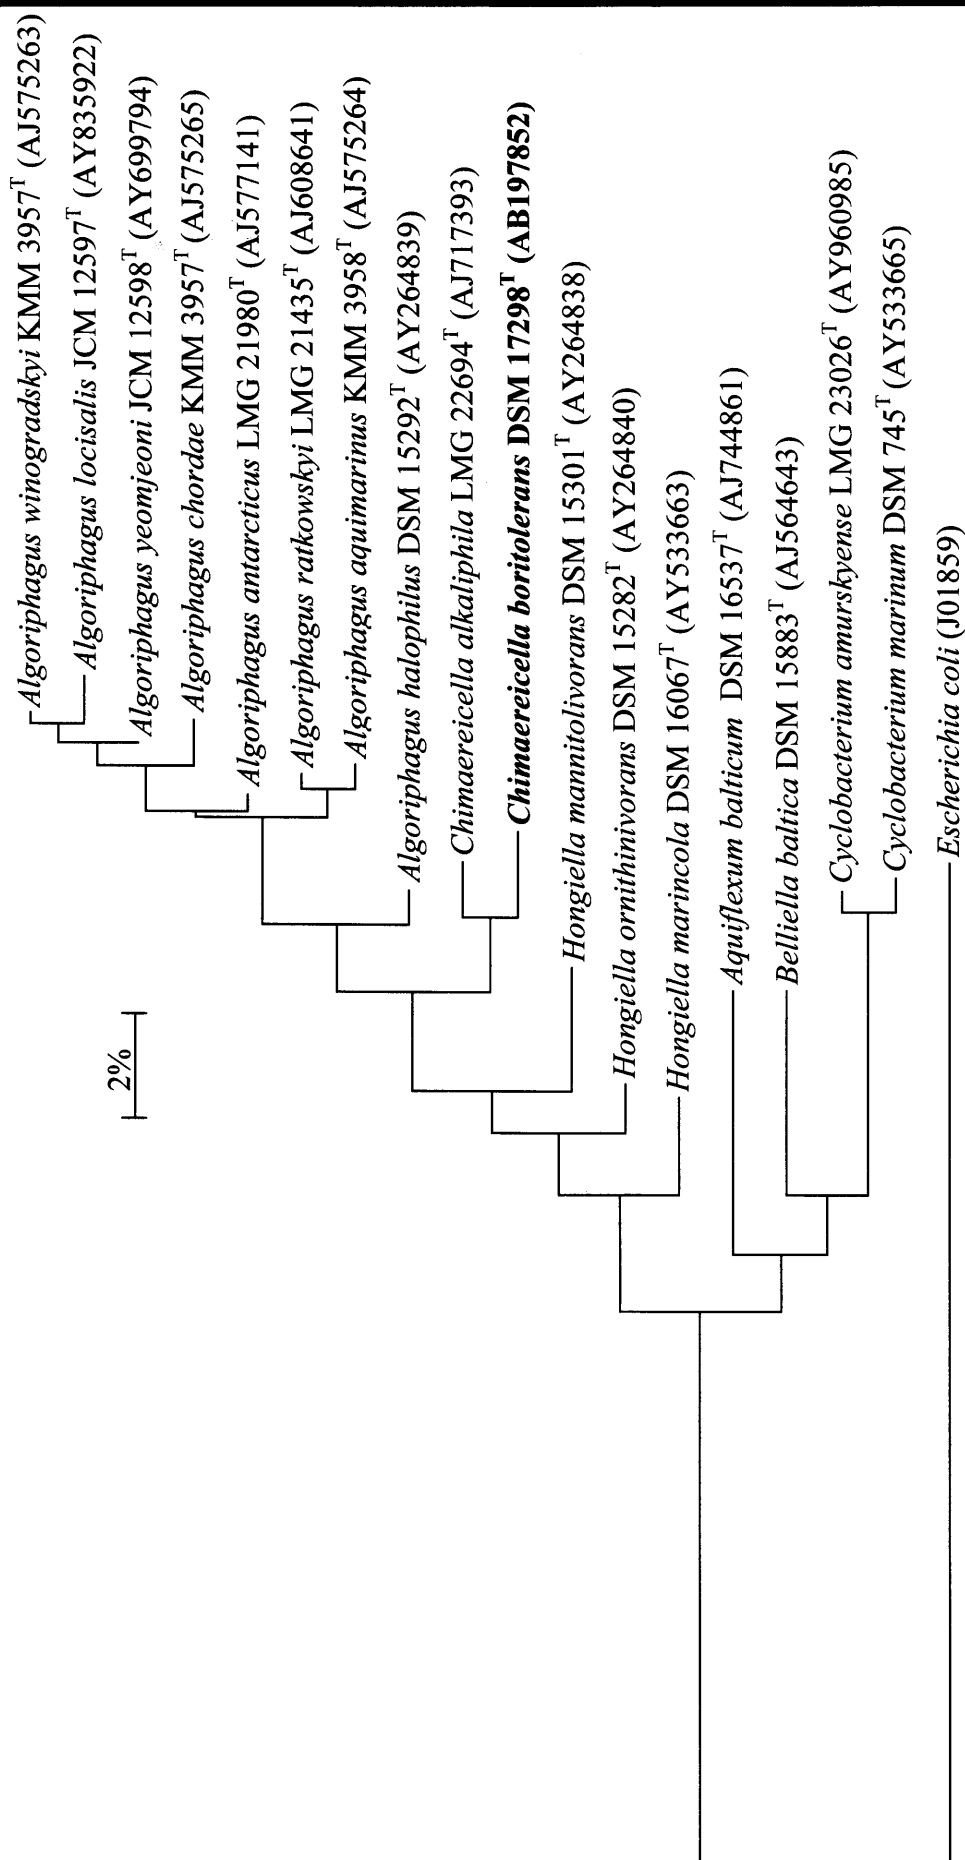 Algoriphagus winogradskyi KMM 3957T (AJ575263)
Algoriphagus locisalis JCM 12597T (AY835922)
Algoriphagus yeomjeoni JCM 12598T (AY699794)
Algoriphagus chordae KMM 3957T (AJ575265)
Algoriphagus antarcticus LMG 21980T (AJ577141)
Algoriphagus ratkowskyi LMG 21435T (AJ608641)
Algoriphagus aquimarinus KMM 3958T (AJ575264)
Algoriphagus halophilus DSM 15292T (AY264839)
Chimaereicella alkaliphila LMG 22694T (AJ717393)
Chimaereicella boritolerans DSM 17298T (AB197852)
Hongiella mannitolivorans DSM 15301T (AY264838)
Hongiella ornithinivorans DSM 15282T (AY264840)
Hongiella marincola DSM 16067T (AY533663)
Aquiflexum balticum DSM 16537T (AJ744861)
Belliella baltica DSM 15883T (AJ564643)
Cyclobacterium amurskyense LMG 23026T (AY960985)
Cyclobacterium marinum DSM 745T (AY533665)
Escherichia coli (J01859)
2%